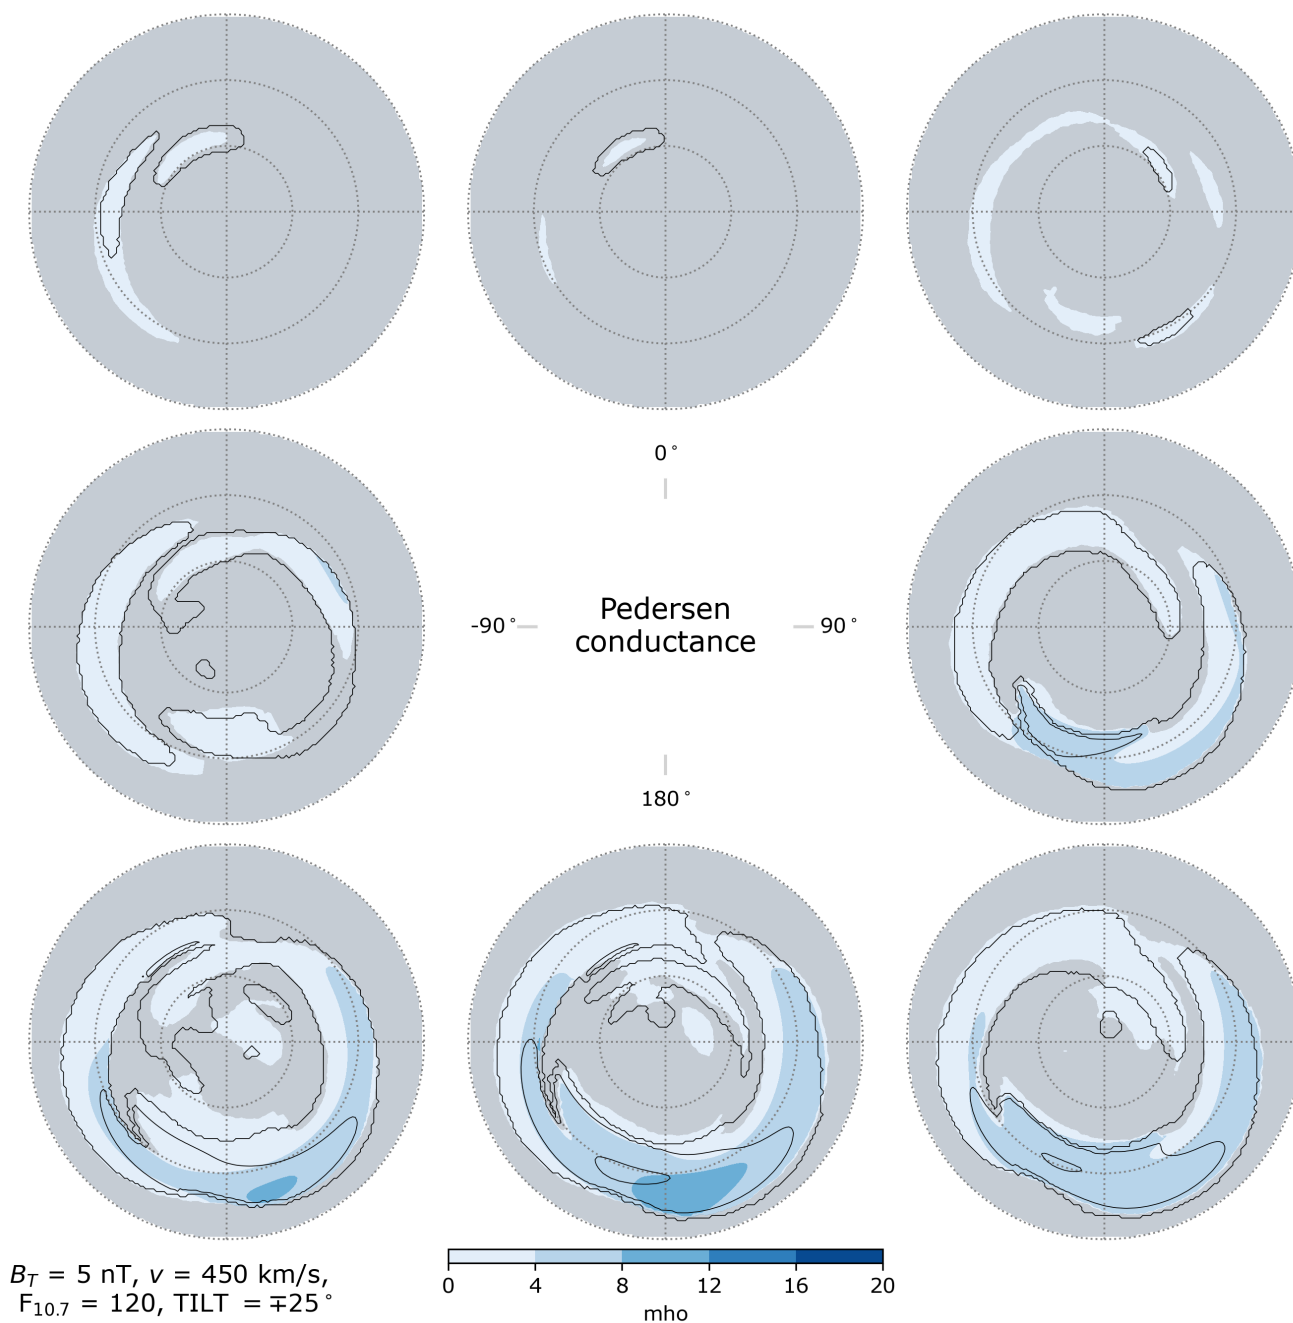 0°
-90°
Pedersen
conductance
90°
180°
B_T = 5 nT, v = 450 km/s,
F_10.7 = 120, TILT = ∓25°
0 4 8 12 16 20
mho